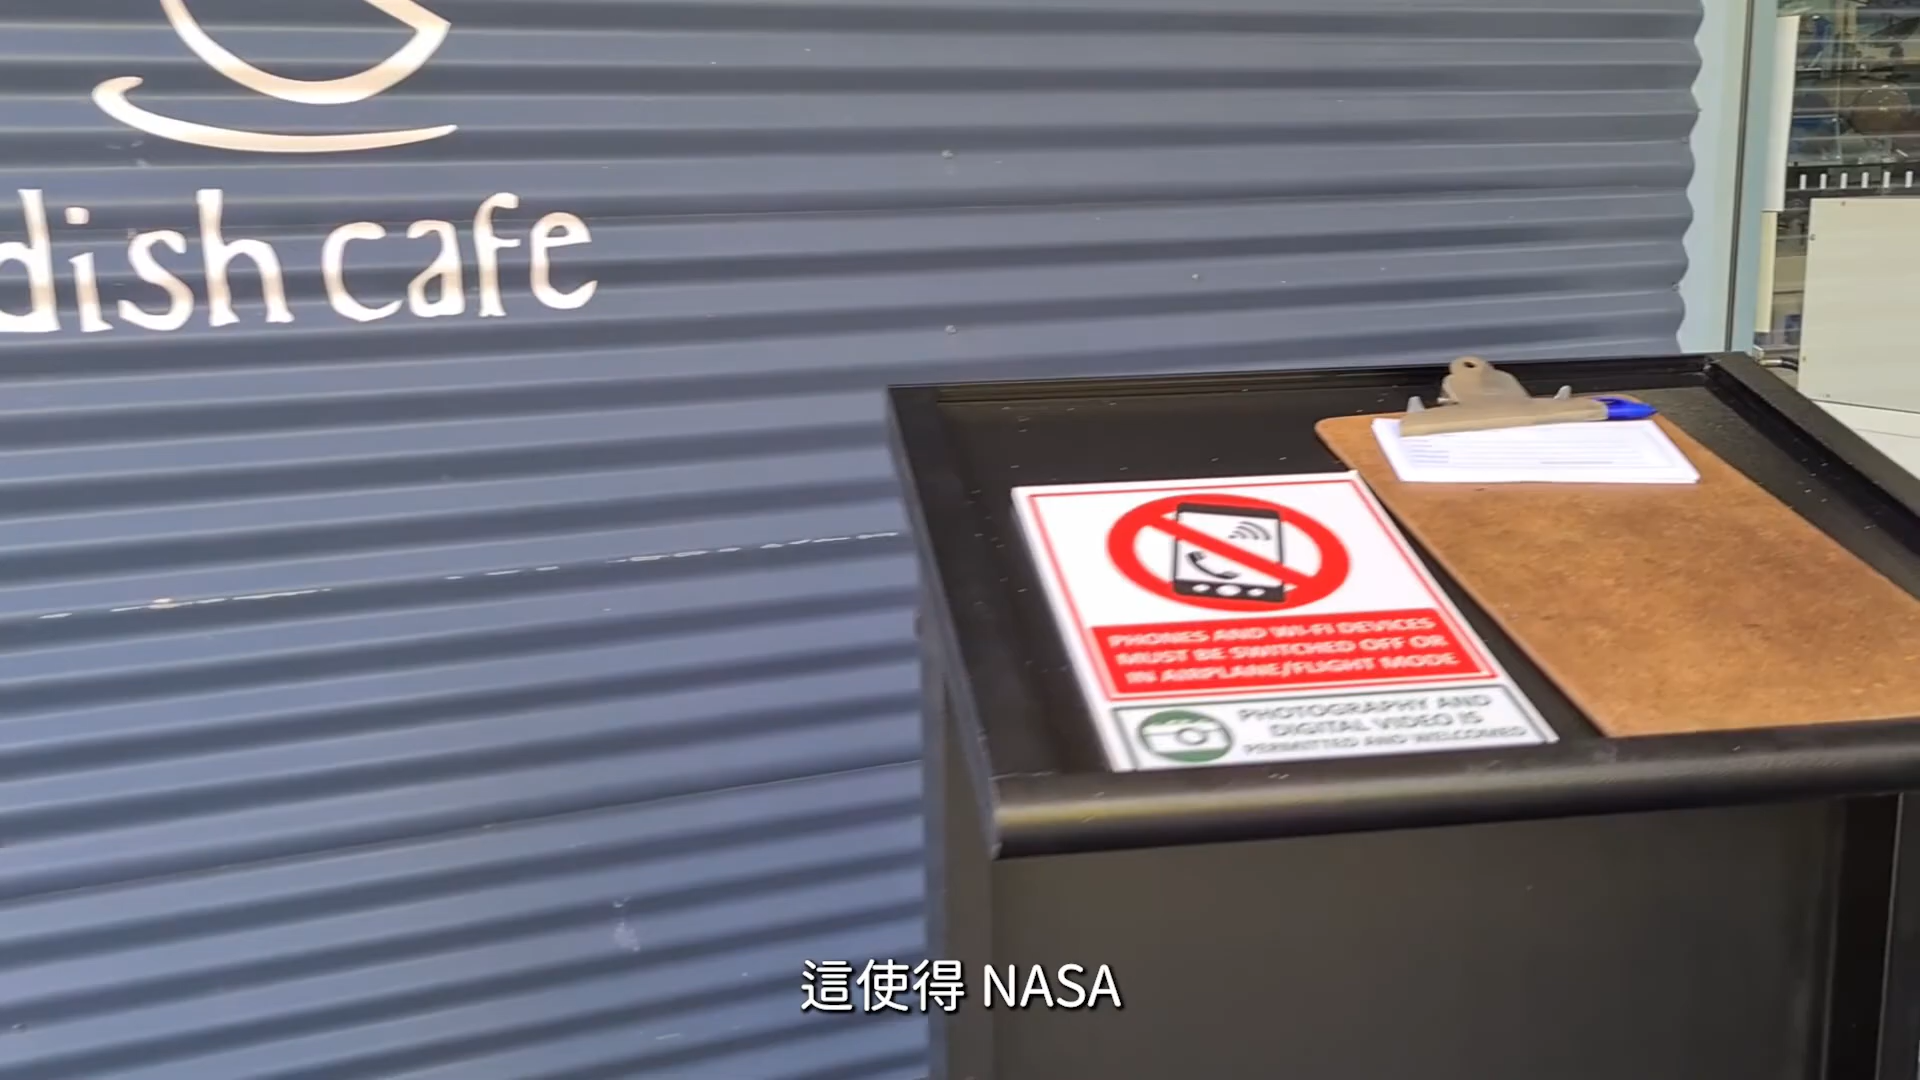 dish cafe
PHONES AND WI-FI DEVICES
MUST BE SWITCHED OFF OR
IN AIRPLANE/FLIGHT MODE
PHOTOGRAPHY AND
DIGITAL VIDEO IS
PERMITTED AND WELCOMED
這使得 NASA